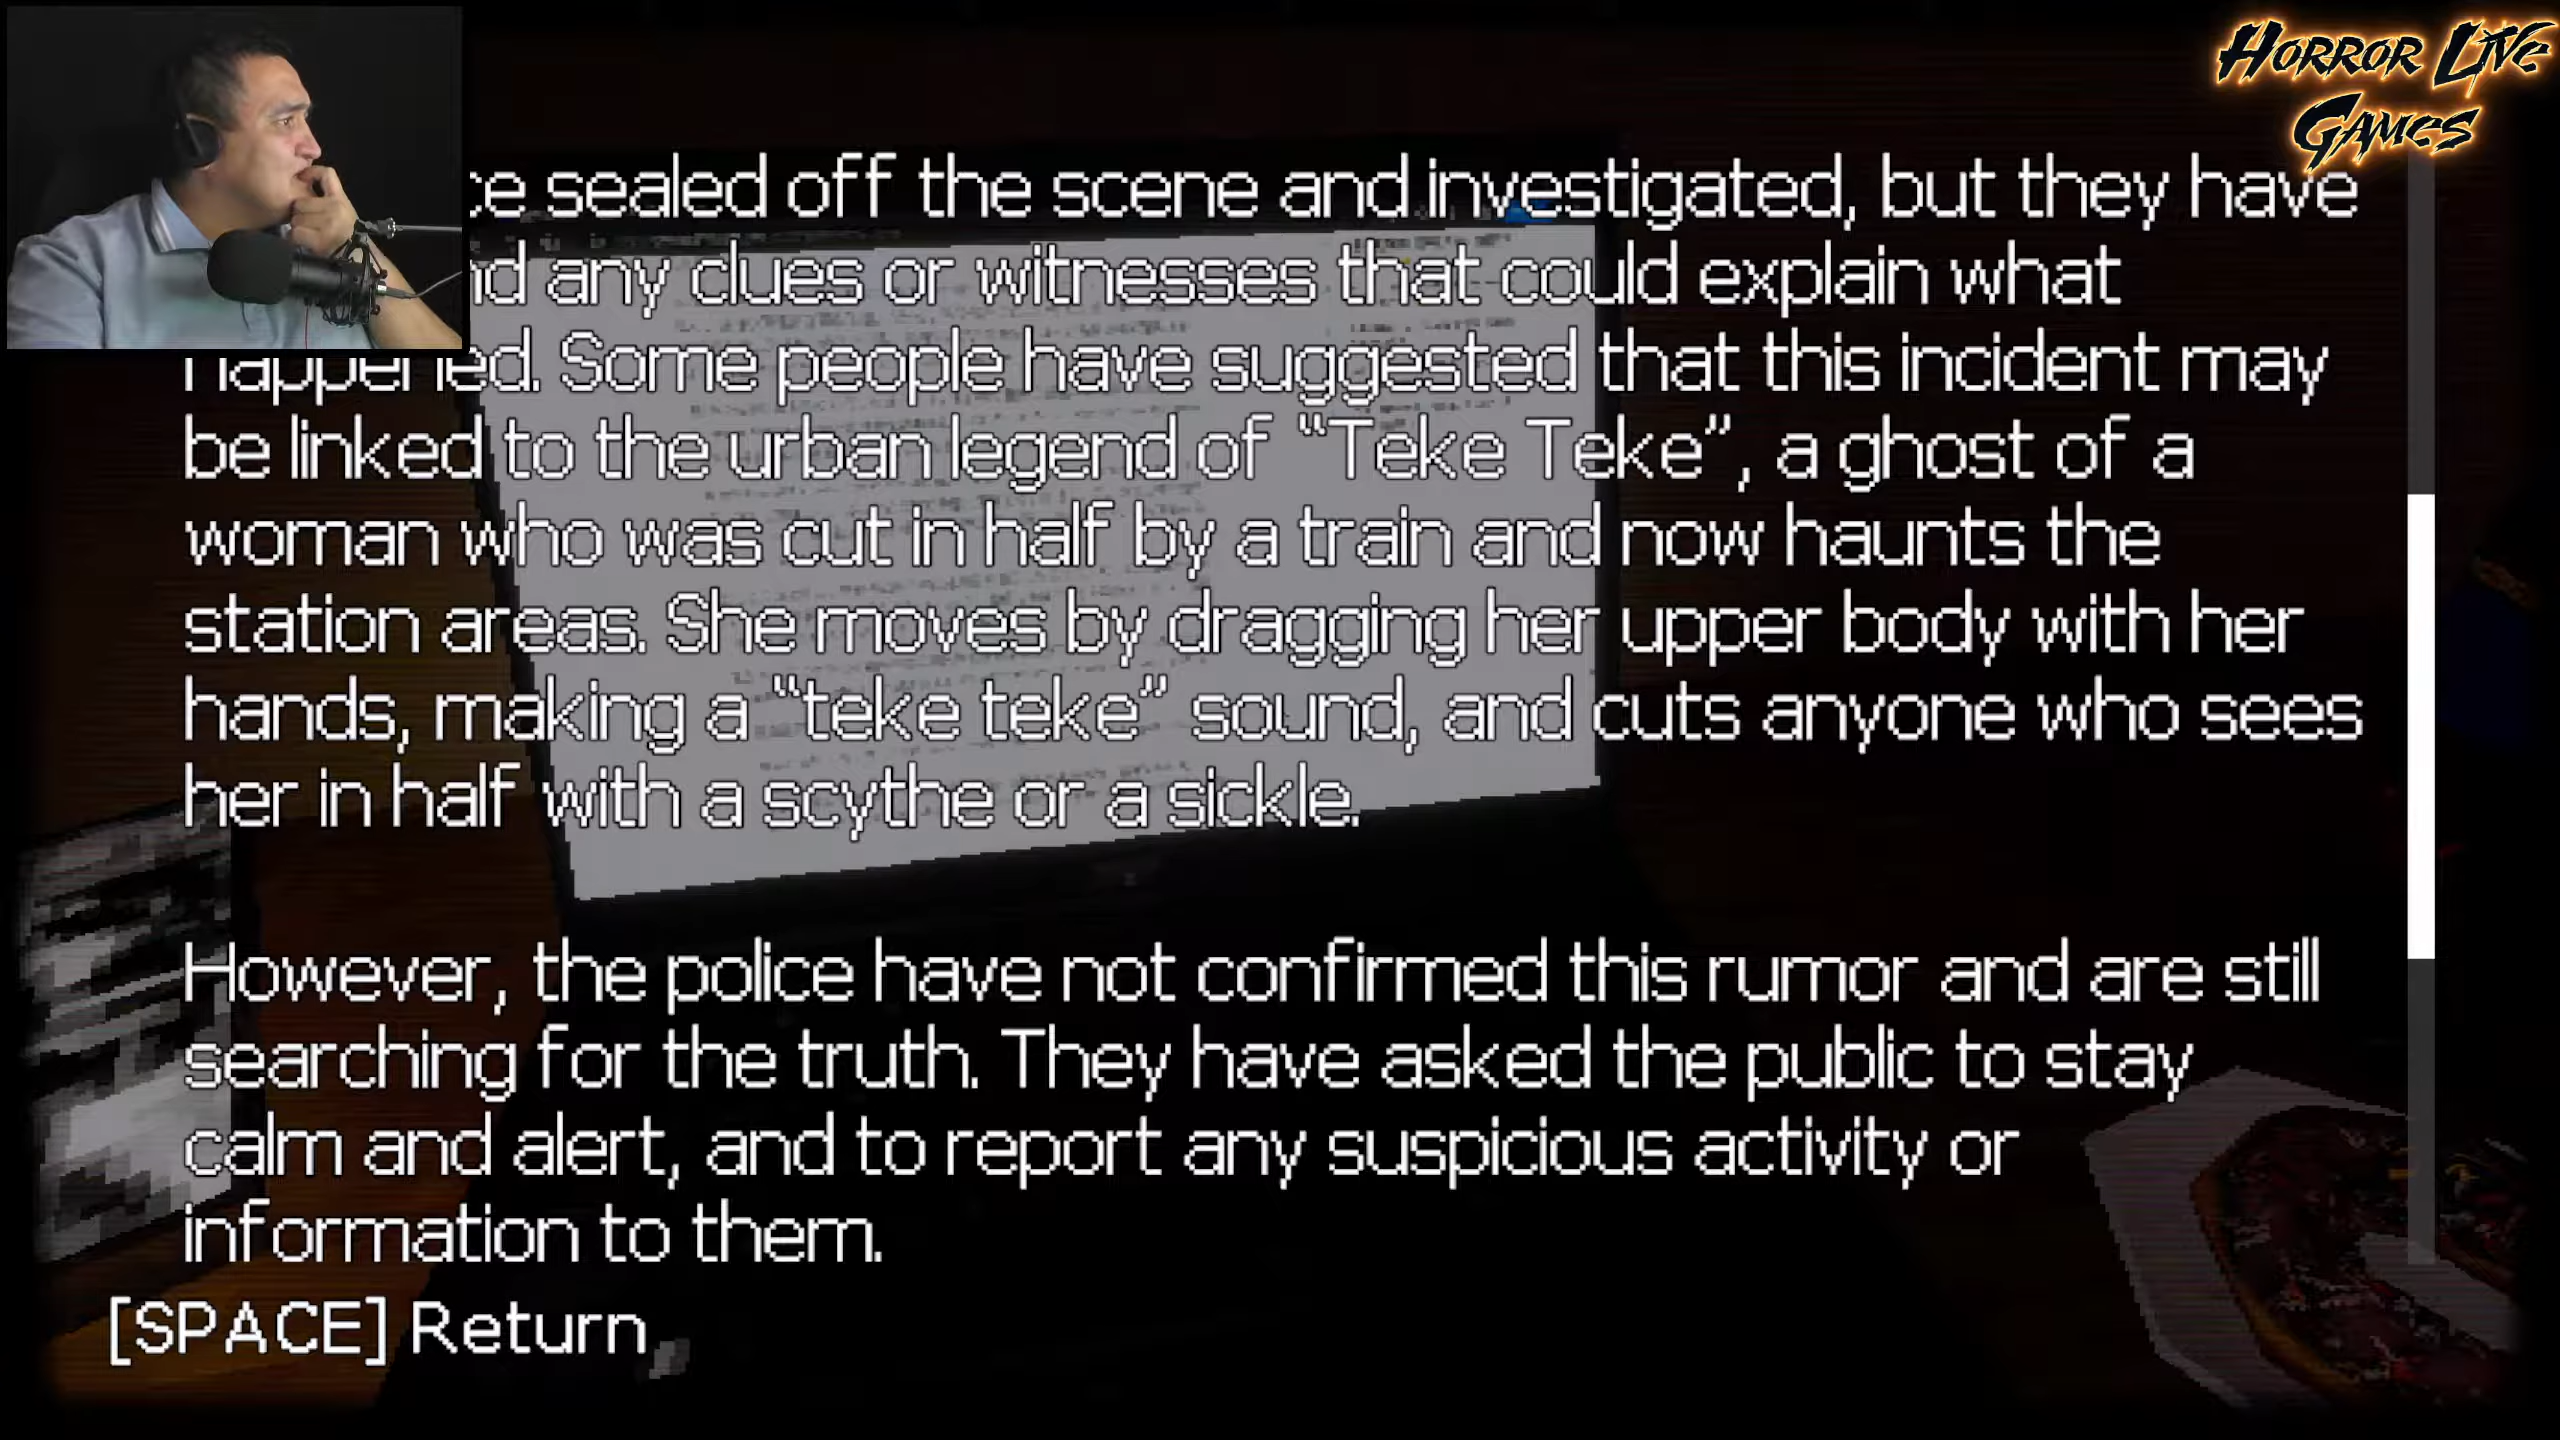 HORROR LIVE
GAMES
sealed off the scene and investigated, but they have
any clues or witnesses that could explain what
happened. Some people have suggested that this incident may
be linked to the urban legend of “Teke Teke”, a ghost of a
woman who was cut in half by a train and now haunts the
station areas. She moves by dragging her upper body with her
hands, making a “teke teke” sound, and cuts anyone who sees
her in half with a scythe or a sickle.
However, the police have not confirmed this rumor and are still
searching for the truth. They have asked the public to stay
calm and alert, and to report any suspicious activity or
information to them.
[SPACE] Return